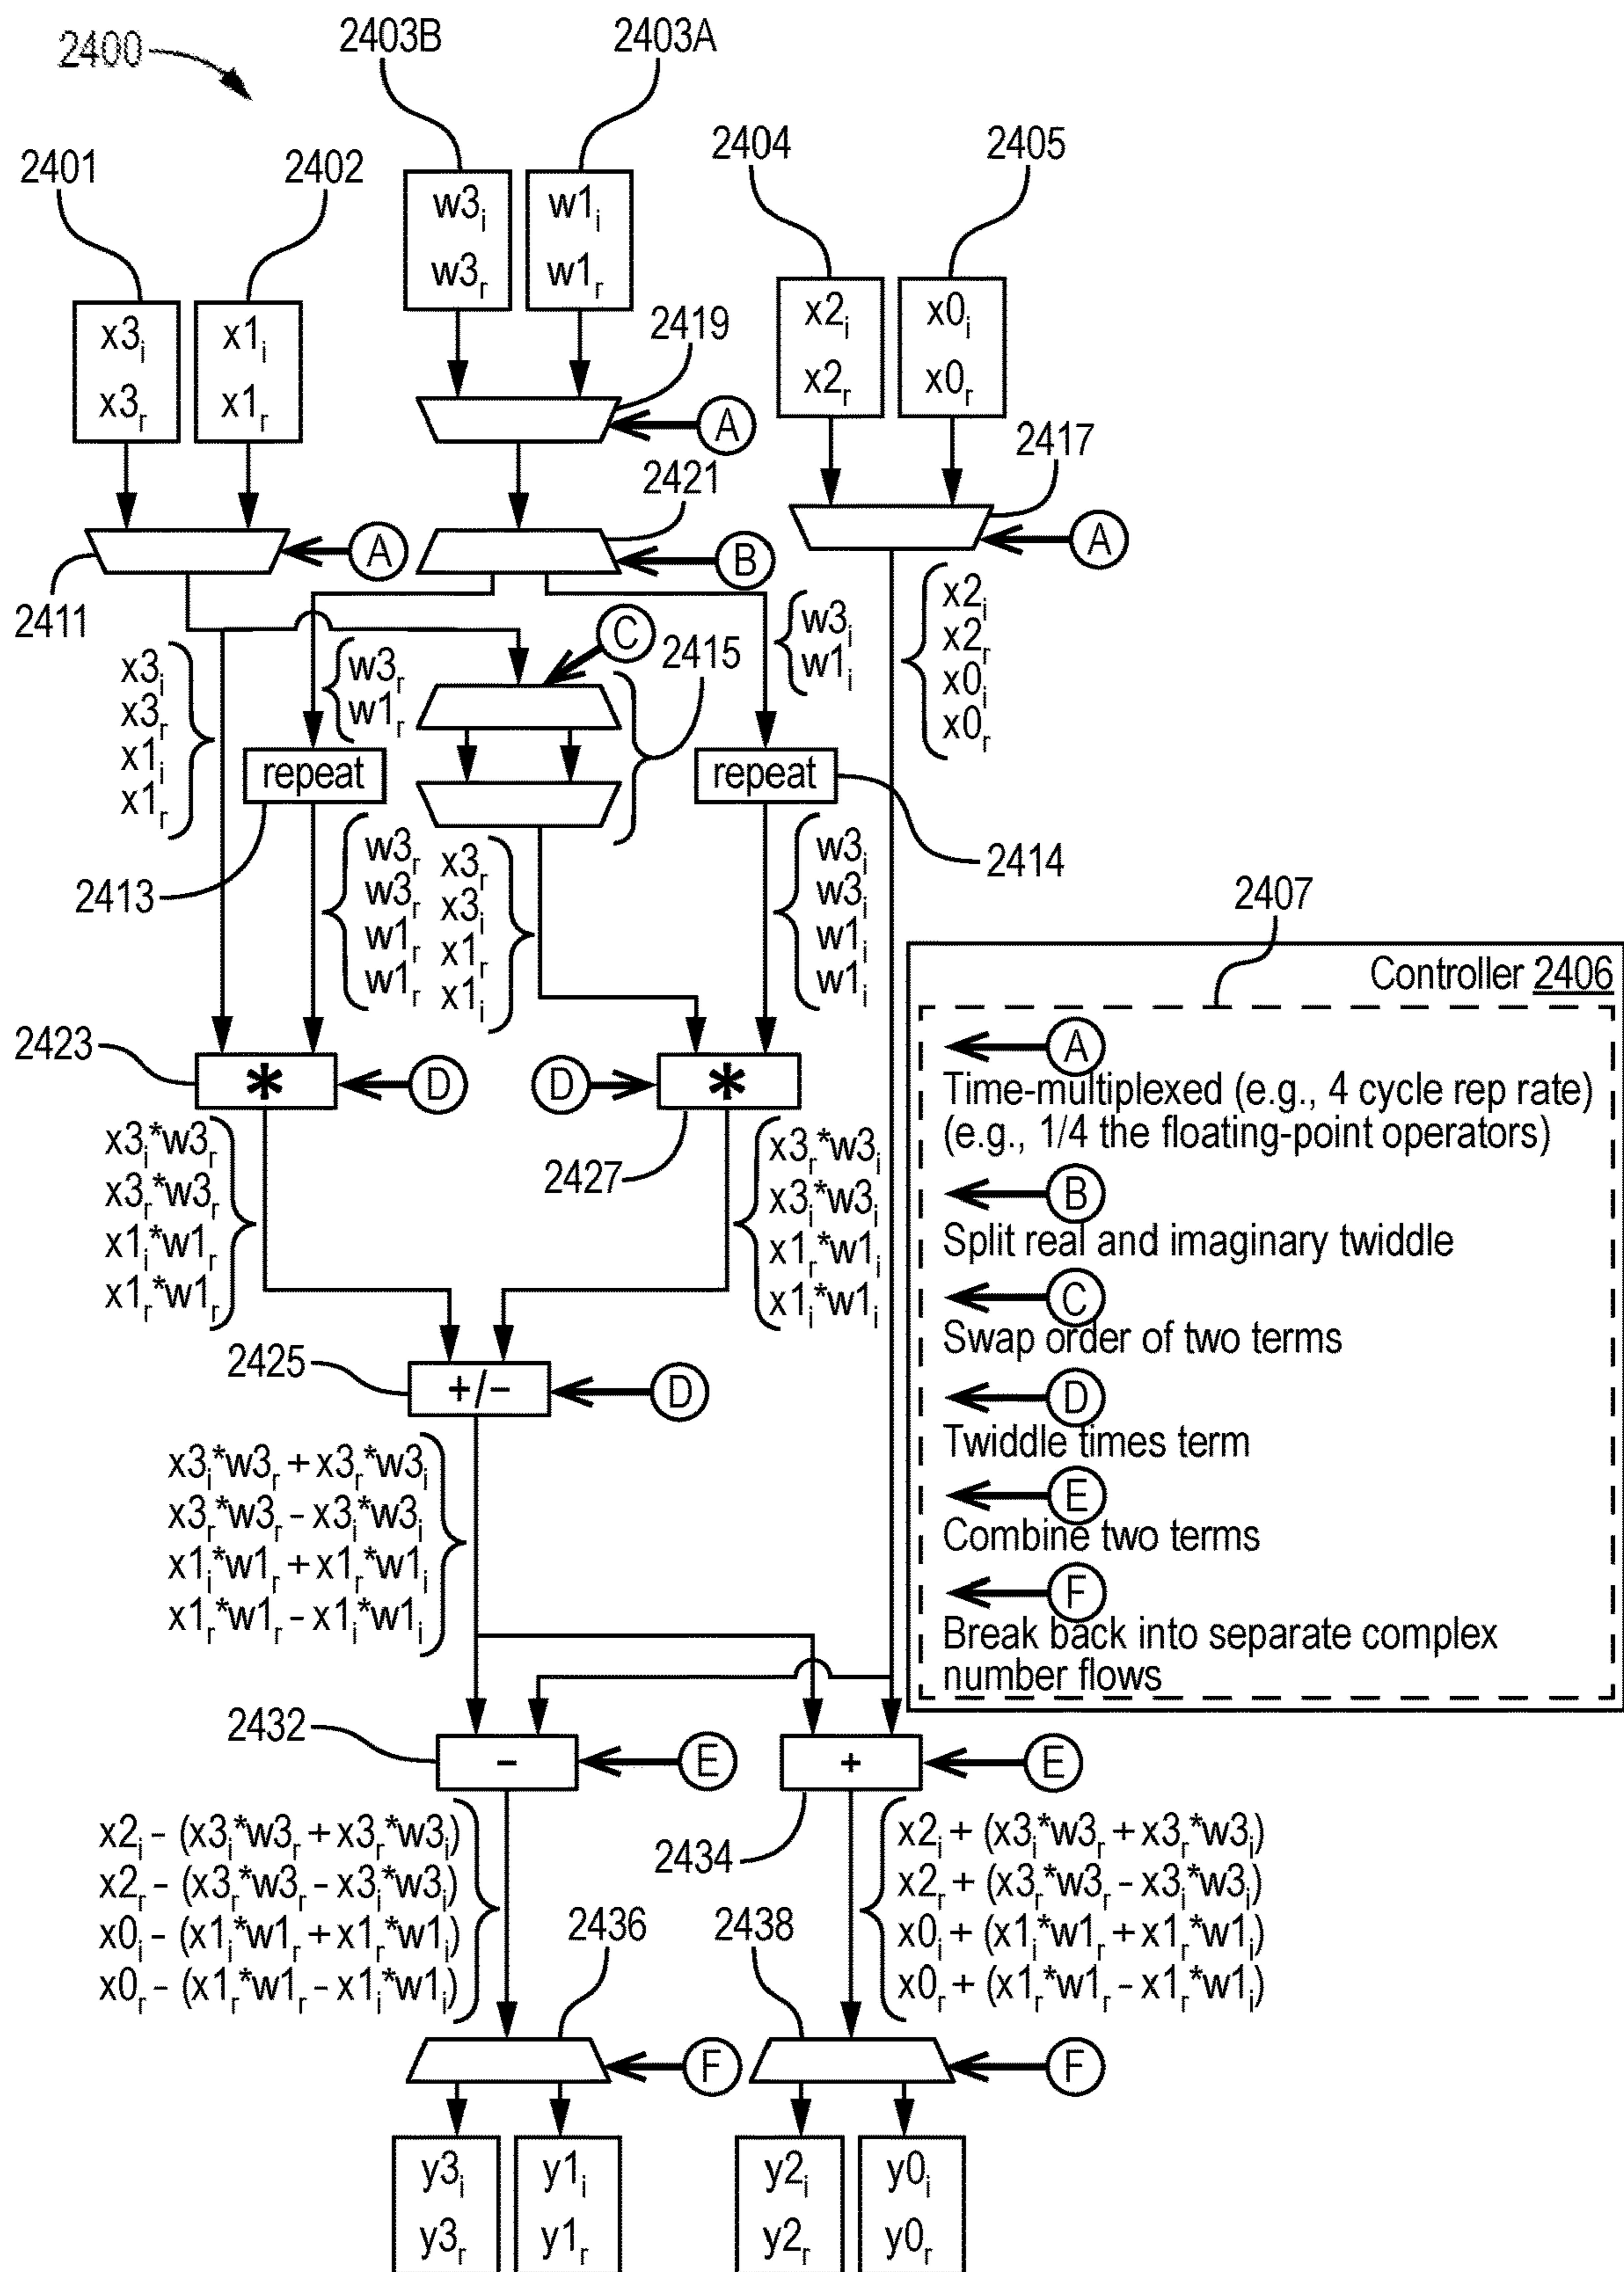 2400
2403B
2403A
2401
2402
2404
2405
w3i
w3r
w1i
w1r
x3i
x3r
x1i
x1r
x2i
x2r
x0i
x0r
2419
A
2417
2421
A
B
A
2411
C
2415
x3i
x3r
x1i
x1r
w3r
w1r
w3i
w1i
x2i
x2r
x0i
x0r
repeat
repeat
2413
2414
w3r
w3r
w1r
w1r
x3r
x3i
x1r
x1i
w3i
w3i
w1i
w1i
2407
Controller 2406
A
Time-multiplexed (e.g., 4 cycle rep rate)
(e.g., 1/4 the floating-point operators)
B
Split real and imaginary twiddle
C
Swap order of two terms
D
Twiddle times term
E
Combine two terms
F
Break back into separate complex
number flows
2423
*
D
D
*
2427
x3i*w3r
x3r*w3r
x1i*w1r
x1r*w1r
x3r*w3i
x3i*w3i
x1r*w1i
x1i*w1i
2425
+/−
D
x3i*w3r + x3r*w3i
x3r*w3r - x3i*w3i
x1i*w1r + x1r*w1i
x1r*w1r - x1i*w1i
2432
-
E
+
E
2434
x2i - (x3i*w3r + x3r*w3i)
x2r - (x3r*w3r - x3i*w3i)
x0i - (x1i*w1r + x1r*w1i)
x0r - (x1r*w1r - x1i*w1i)
x2i + (x3i*w3r + x3r*w3i)
x2r + (x3r*w3r - x3i*w3i)
x0i + (x1i*w1r + x1r*w1i)
x0r + (x1r*w1r - x1r*w1i)
2436
2438
F
F
y3i
y3r
y1i
y1r
y2i
y2r
y0i
y0r